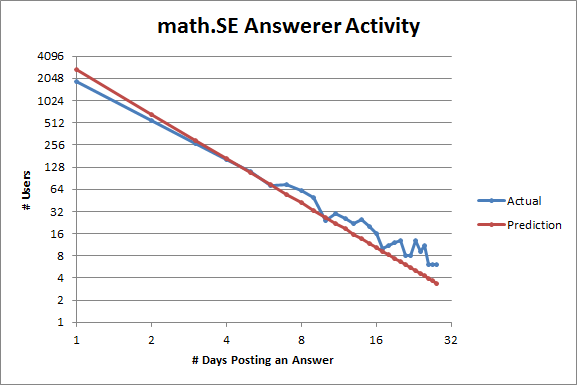 math.SE Answerer Activity
4096
2048
1024
512
256
128
64
32
16
8
4
2
1
# Users
1 2 4 8 16 32
# Days Posting an Answer
Actual
Prediction